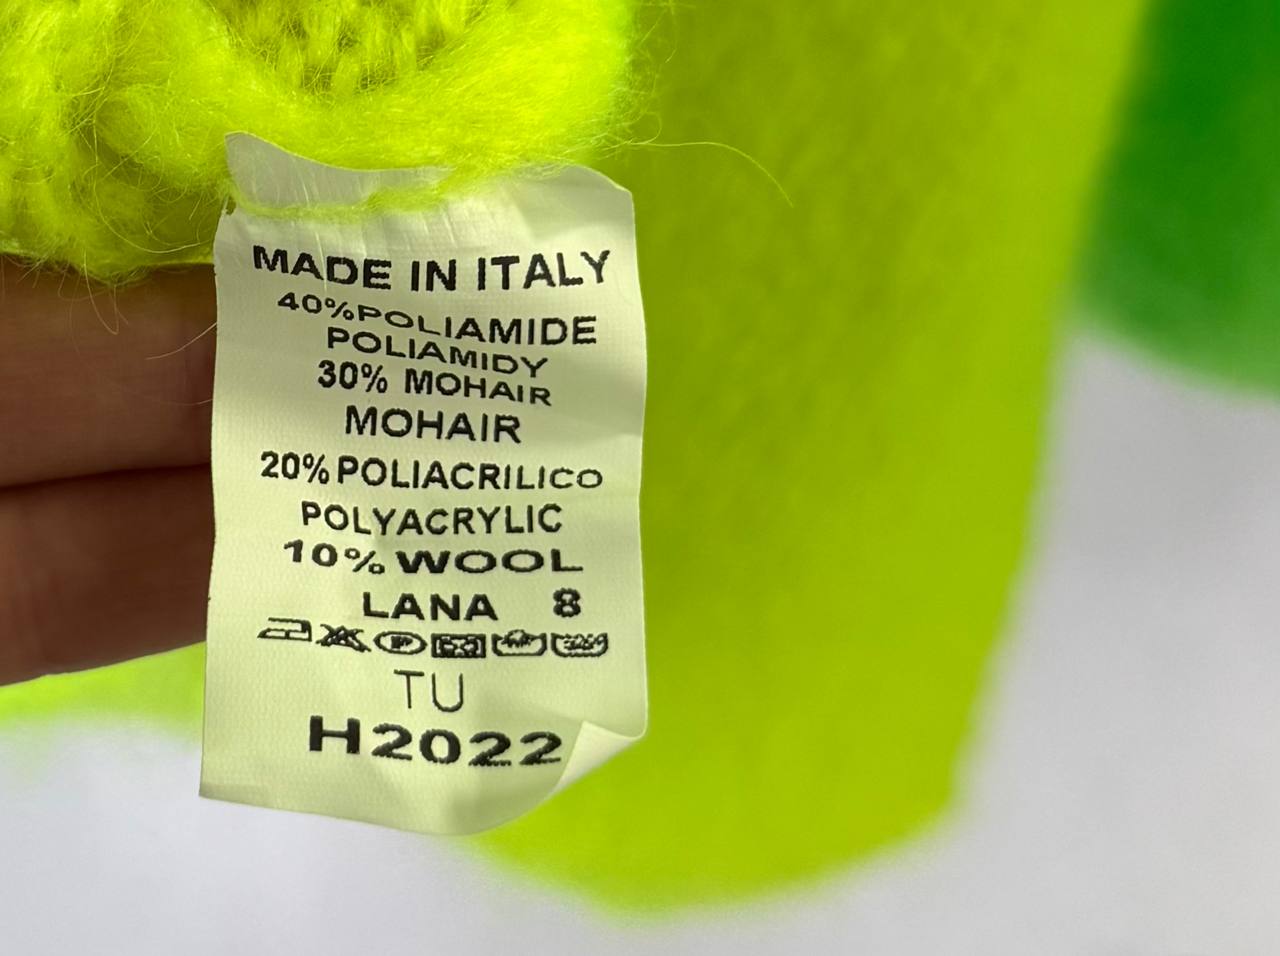 MADE IN ITALY
40%POLIAMIDE
POLIAMIDY
30% MOHAIR
MOHAIR
20%POLIACRILICO
POLYACRYLIC
10% WOOL
LANA 8
TU
H2022